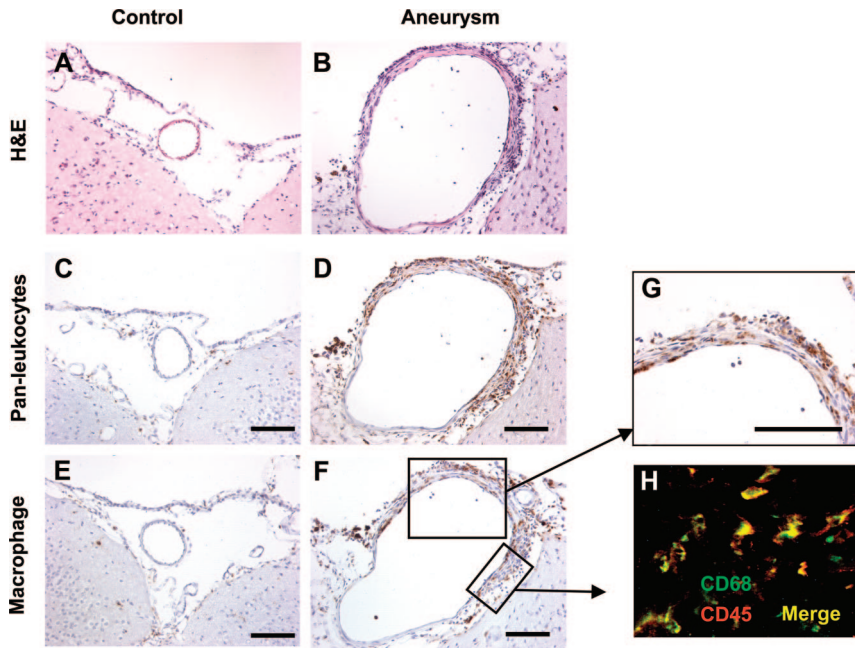 Control
Aneurysm
H&E
A
B
Pan-leukocytes
C
D
G
Macrophage
E
F
H
CD68
CD45
Merge